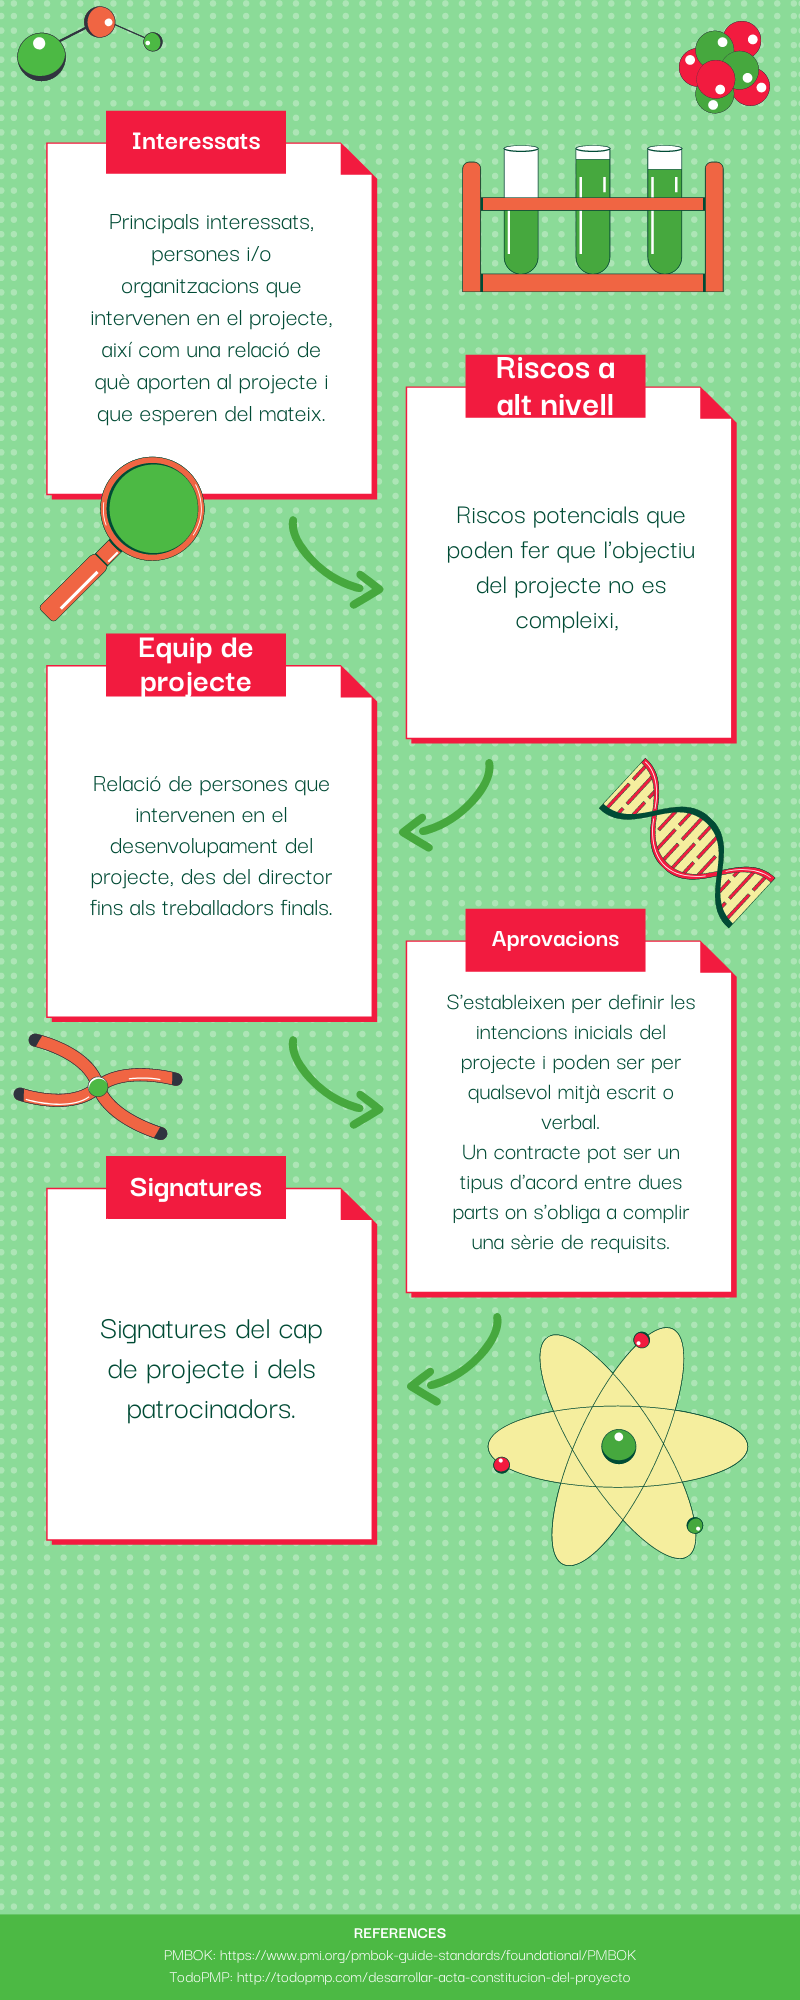 Interessats
Principals interessats,
persones i/o
organitzacions que
intervenen en el projecte,
així com una relació de
què aporten al projecte i
que esperen del mateix.
Riscos a
alt nivell
Riscos potencials que
poden fer que l'objectiu
del projecte no es
compleixi,
Equip de
projecte
Relació de persones que
intervenen en el
desenvolupament del
projecte, des del director
fins als treballadors finals.
Aprovacions
S'estableixen per definir les
intencions inicials del
projecte i poden ser per
qualsevol mitjà escrit o
verbal.
Un contracte pot ser un
tipus d'acord entre dues
parts on s'obliga a complir
una sèrie de requisits.
Signatures
Signatures del cap
de projecte i dels
patrocinadors.
REFERENCES
PMBOK: https://www.pmi.org/pmbok-guide-standards/foundational/PMBOK
TodoPMP: http://todopmp.com/desarrollar-acta-constitucion-del-proyecto